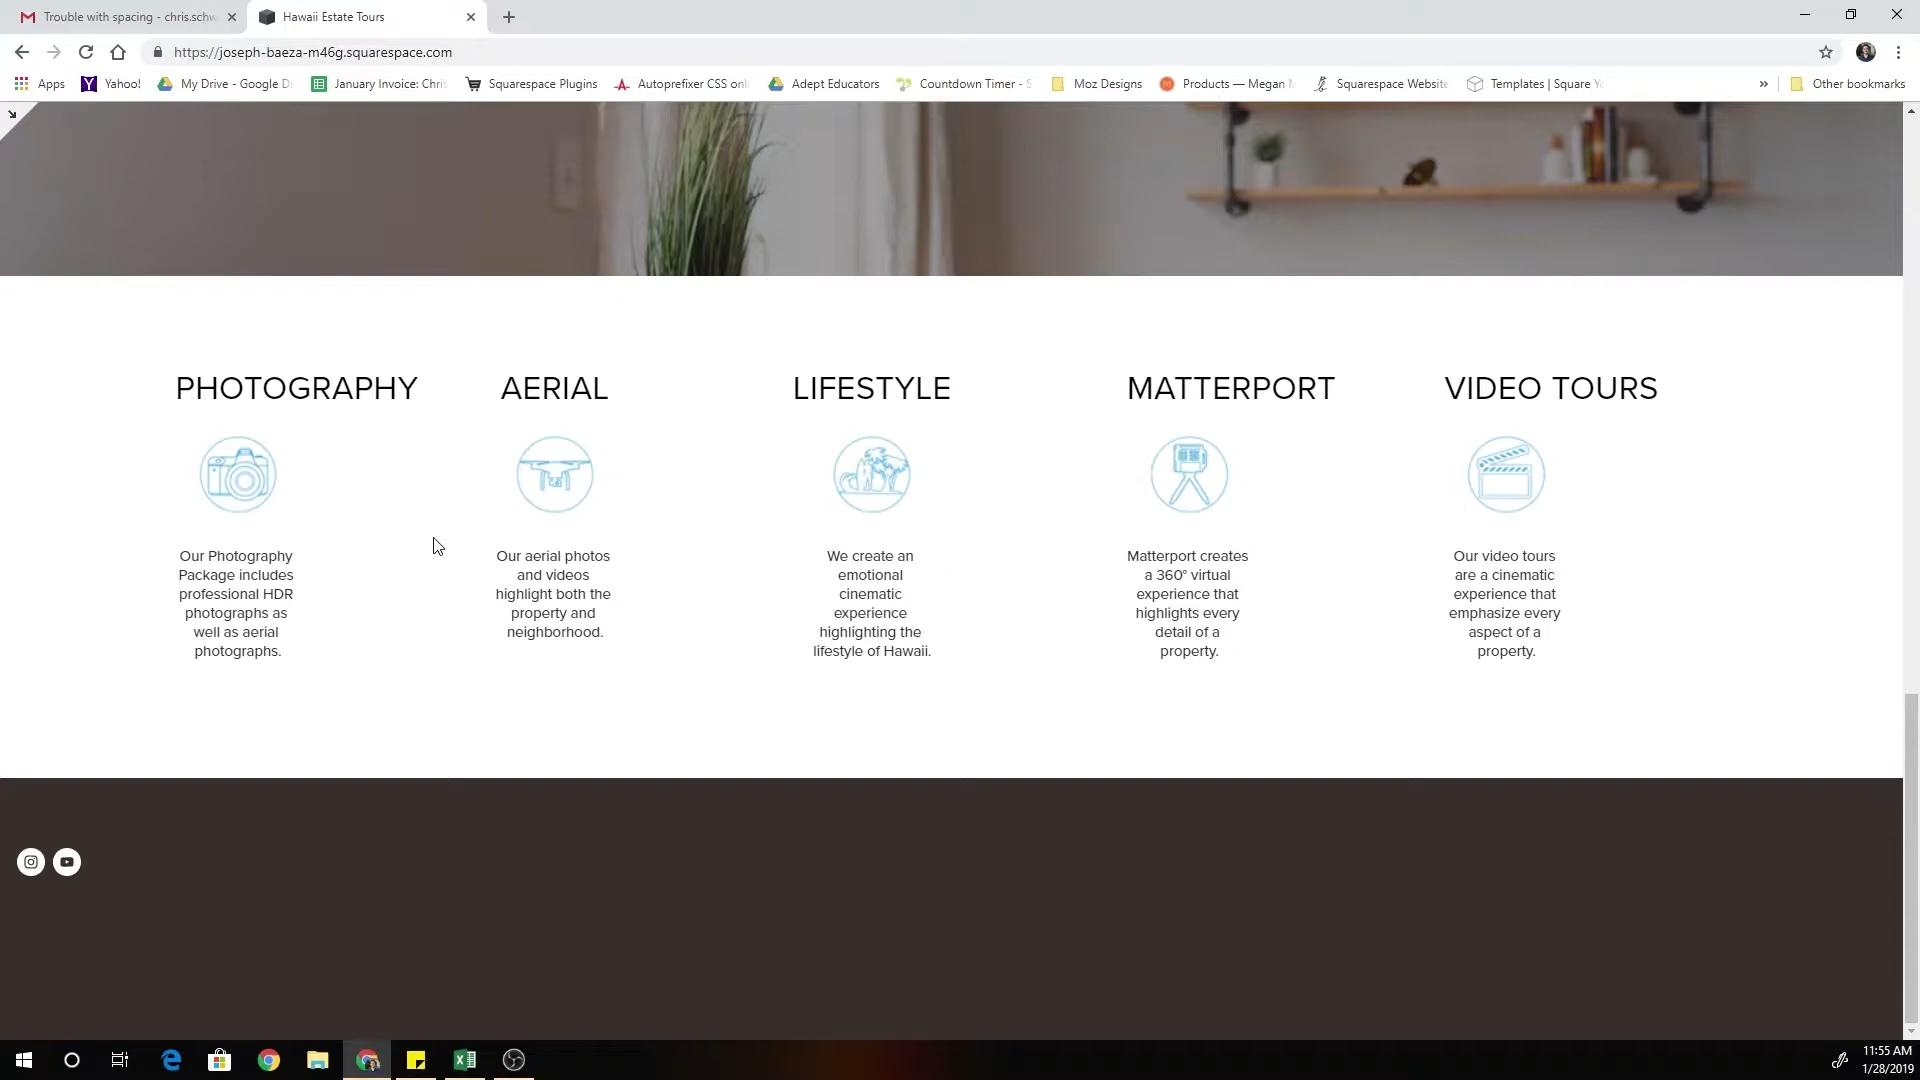 Trouble with spacing - chris.schw
Hawaii Estate Tours
https://joseph-baeza-m46g.squarespace.com
Apps
Yahoo!
My Drive - Google D
January Invoice: Chris
Squarespace Plugins
Autoprefixer CSS onl
Adept Educators
Countdown Timer - S
Moz Designs
Products — Megan M
Squarespace Website
Templates | Square Yo
»
Other bookmarks
PHOTOGRAPHY
Our Photography
Package includes
professional HDR
photographs as
well as aerial
photographs.
AERIAL
Our aerial photos
and videos
highlight both the
property and
neighborhood.
LIFESTYLE
We create an
emotional
cinematic
experience
highlighting the
lifestyle of Hawaii.
MATTERPORT
Matterport creates
a 360° virtual
experience that
highlights every
detail of a
property.
VIDEO TOURS
Our video tours
are a cinematic
experience that
emphasize every
aspect of a
property.
11:55 AM
1/28/2019